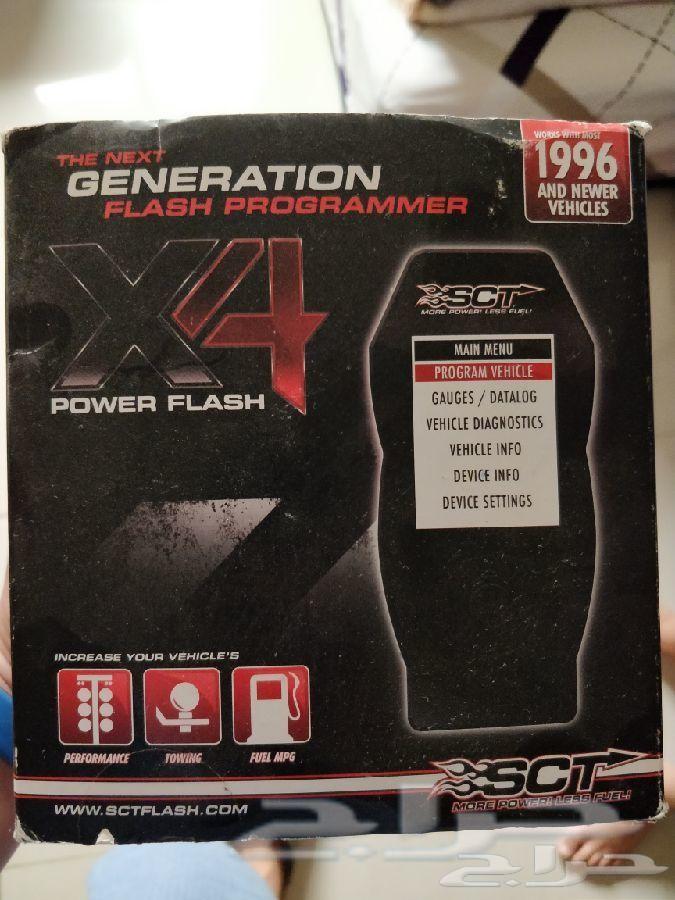 THE NEXT
GENERATION
FLASH PROGRAMMER
WORKS WITH MOST
1996
AND NEWER
VEHICLES
X4
POWER FLASH
SCT
MORE POWER! LESS FUEL!
MAIN MENU
PROGRAM VEHICLE
GAUGES / DATALOG
VEHICLE DIAGNOSTICS
VEHICLE INFO
DEVICE INFO
DEVICE SETTINGS
INCREASE YOUR VEHICLE'S
PERFORMANCE
TOWING
FUEL MPG
SCT
MORE POWER! LESS FUEL!
WWW.SCTFLASH.COM
حراج
حراج